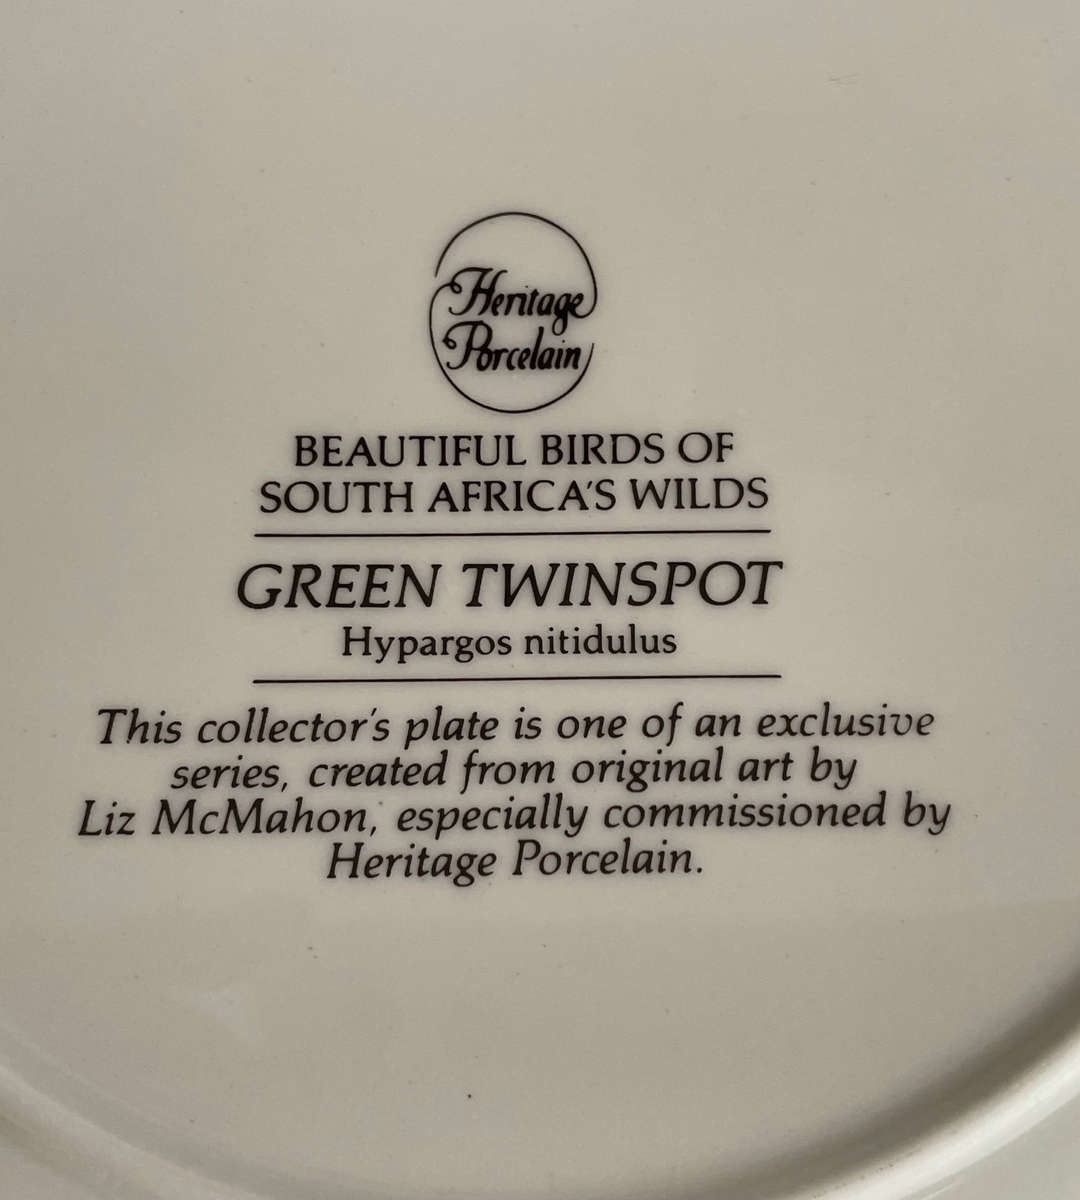 Heritage
Porcelain
BEAUTIFUL BIRDS OF
SOUTH AFRICA'S WILDS
GREEN TWINSPOT
Hypargos nitidulus
This collector's plate is one of an exclusive
series, created from original art by
Liz McMahon, especially commissioned by
Heritage Porcelain.